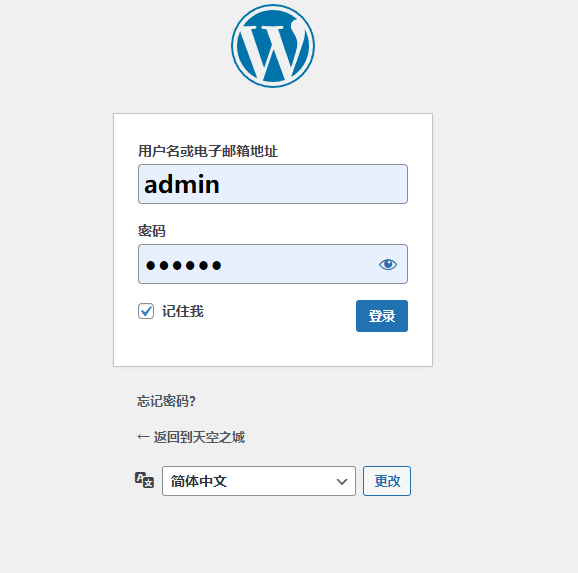 用户名或电子邮箱地址
admin
密码
••••••
记住我
登录
忘记密码?
← 返回到天空之城
简体中文
更改